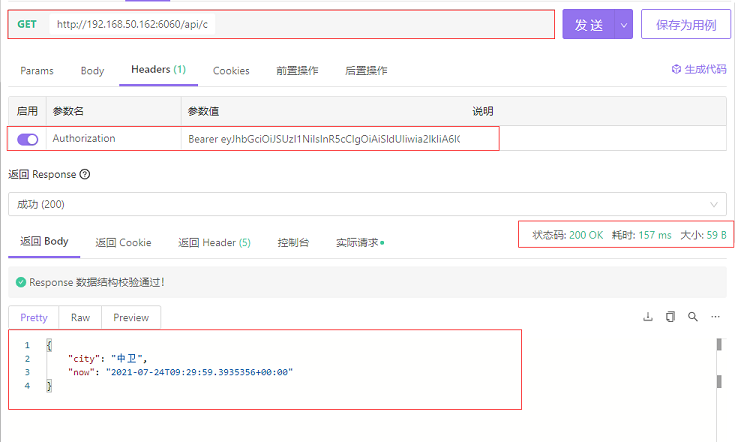 GET http://192.168.50.162:6060/api/c 发送 保存为用例
Params Body Headers (1) Cookies 前置操作 后置操作 生成代码
启用 参数名 参数值 说明
Authorization Bearer
返回 Response
成功 (200)
返回 Body 返回 Cookie 返回 Header (5) 控制台 实际请求 状态码: 200 OK 耗时: 157 ms 大小: 59 B
Response 数据结构校验通过!
Pretty Raw Preview
1 {
2 "city": "中卫",
3 "now": "2021-07-24T09:29:59.3935356+00:00"
4 }